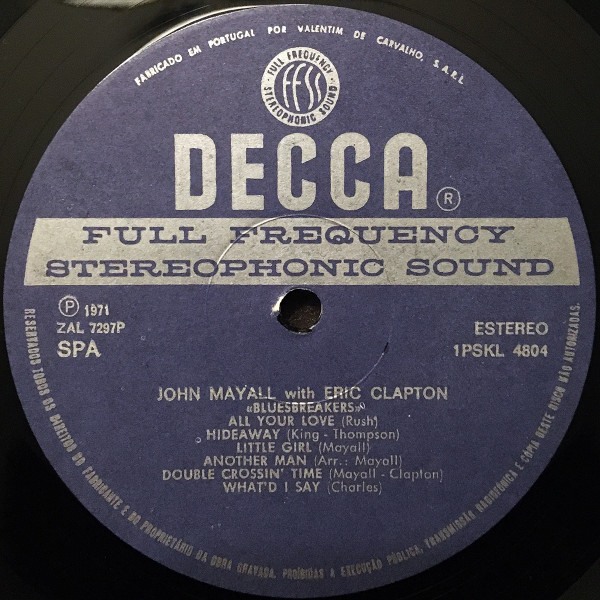 FABRICADO EM PORTUGAL POR VALENTIM DE CARVALHO, S.A.R.L
FULL FREQUENCY
FFSS
STEREOPHONIC SOUND
DECCA ®
FULL FREQUENCY
STEREOPHONIC SOUND
Ⓟ 1971
ZAL 7297P
SPA
ESTEREO
1PSKL 4804
JOHN MAYALL with ERIC CLAPTON
«BLUESBREAKERS»
ALL YOUR LOVE (Rush)
HIDEAWAY (King - Thompson)
LITTLE GIRL (Mayall)
ANOTHER MAN (Arr.: Mayall)
DOUBLE CROSSIN' TIME (Mayall - Clapton)
WHAT'D I SAY (Charles)
RESERVADOS TODOS OS DIREITOS DO FABRICANTE E DO PROPRIETÁRIO DA OBRA GRAVADA. PROÍBIDAS A EXECUÇÃO PÚBLICA, TRANSMISSÃO RADIOFÓNICA E CÓPIA DESTE DISCO NÃO AUTORIZADAS.